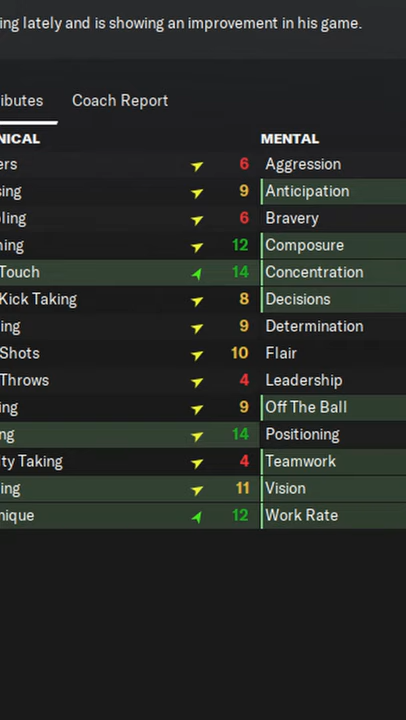 ing lately and is showing an improvement in his game.
ibutes Coach Report
NICAL MENTAL
ers 6 Aggression
sing 9 Anticipation
ling 6 Bravery
ning 12 Composure
Touch 14 Concentration
Kick Taking 8 Decisions
ing 9 Determination
Shots 10 Flair
Throws 4 Leadership
ing 9 Off The Ball
ng 14 Positioning
lty Taking 4 Teamwork
ing 11 Vision
nique 12 Work Rate